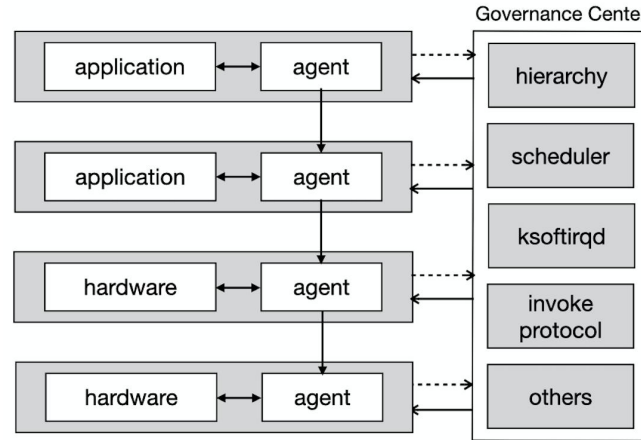 Governance Cente
application
agent
hierarchy
application
agent
scheduler
ksoftirqd
hardware
agent
invoke
protocol
hardware
agent
others